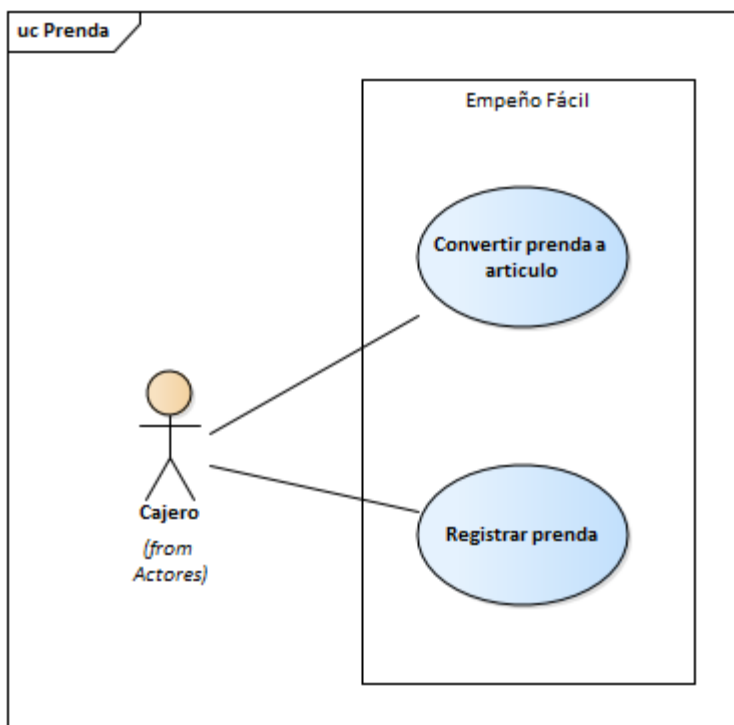 uc Prenda
Empeño Fácil
Convertir prenda a
articulo
Cajero
(from
Actores)
Registrar prenda